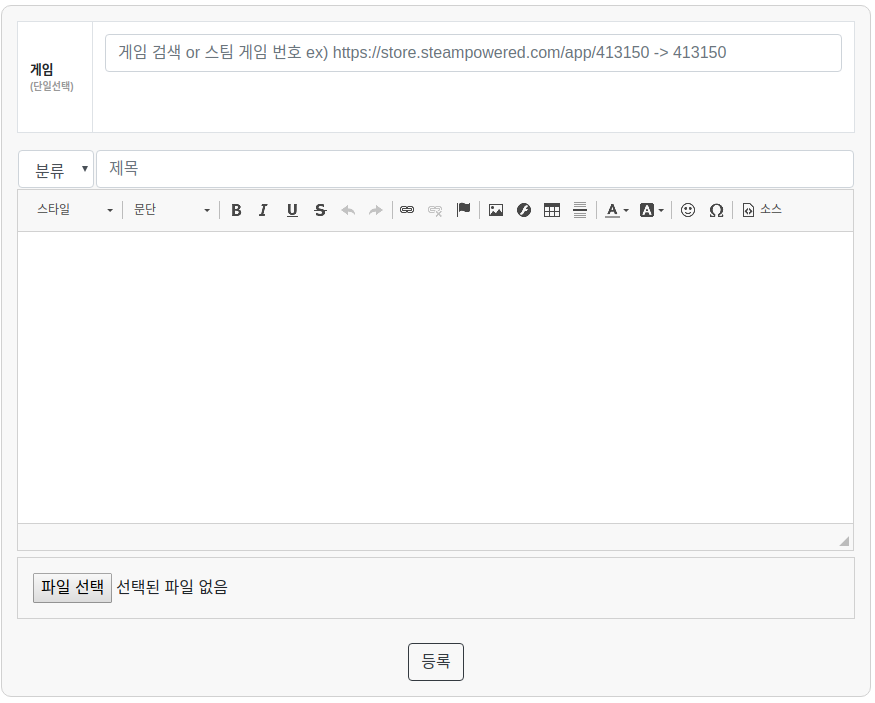 게임
(단일선택)
게임 검색 or 스팀 게임 번호 ex) https://store.steampowered.com/app/413150 -> 413150
분류 제목
스타일 문단 B I U S A A Ω 소스
파일 선택 선택된 파일 없음
등록